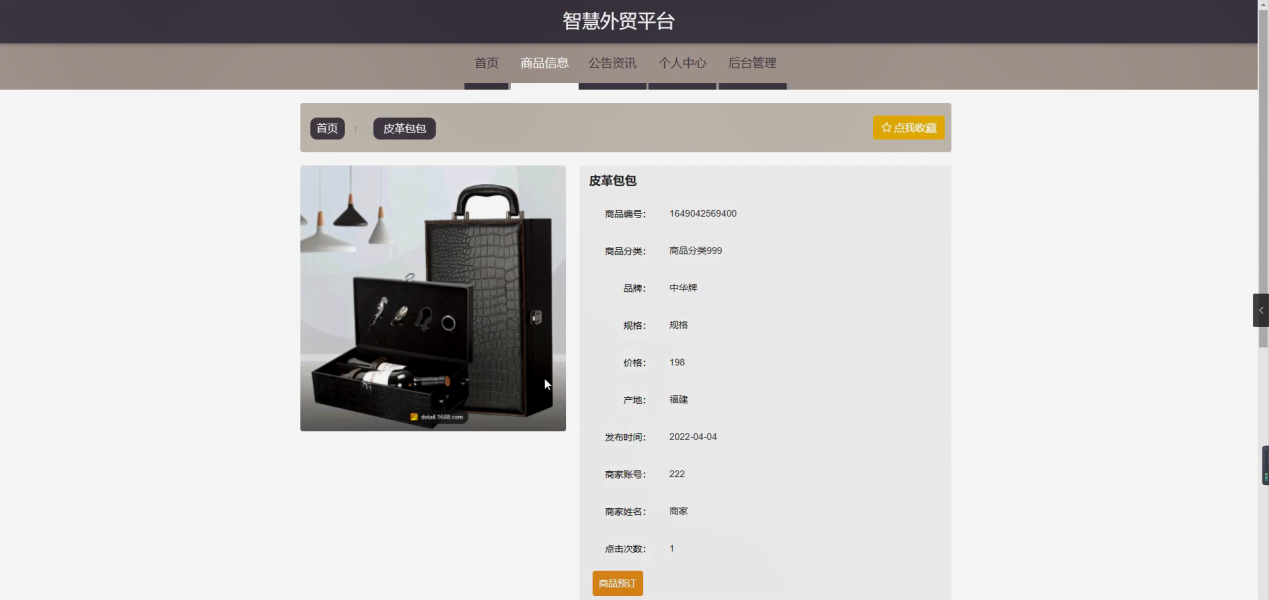 智慧外贸平台
首页 商品信息 公告资讯 个人中心 后台管理
首页 / 皮革包包 ☆点我收藏
皮革包包
商品编号： 1649042569400
商品分类： 商品分类999
品牌： 中华牌
规格： 规格
价格： 198
产地： 福建
发布时间： 2022-04-04
商家账号： 222
商家姓名： 商家
点击次数： 1
商品预订
detail.1688.com